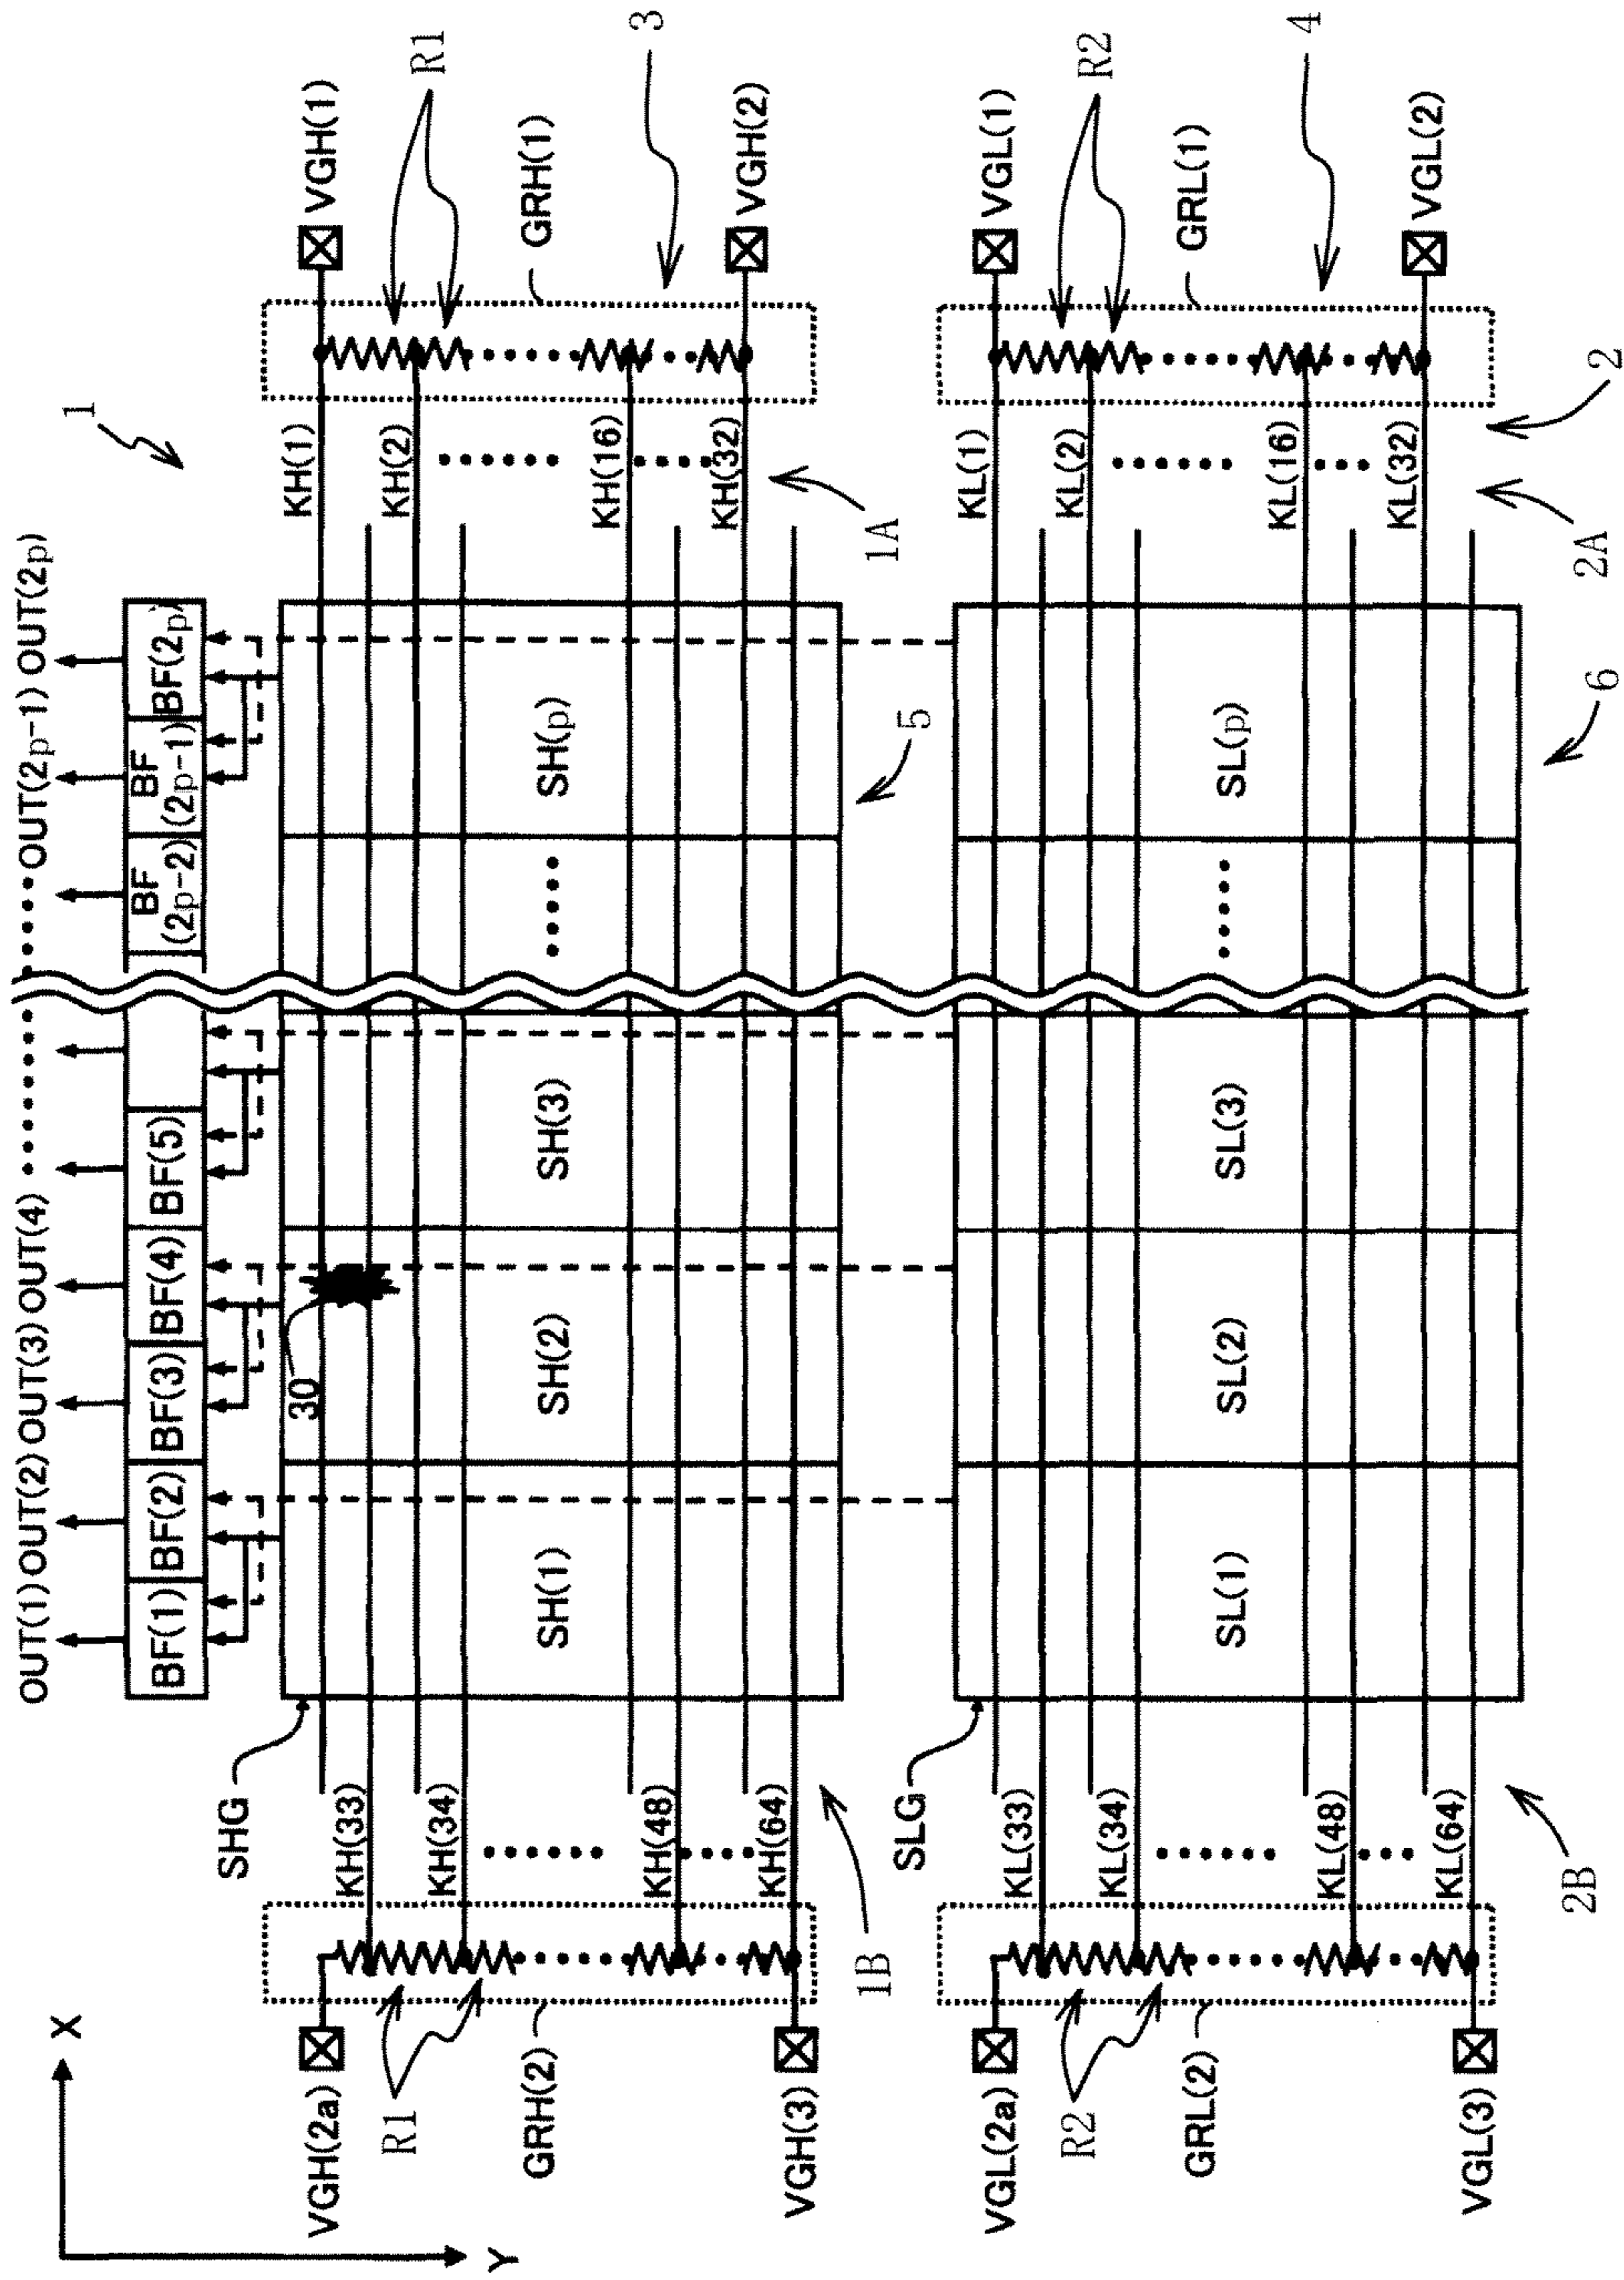 1
OUT(1) OUT(2) OUT(3) OUT(4) OUT(2p-1) OUT(2p)
BF(1) BF(2) BF(3) BF(4) BF(5) BF (2p-2) BF (2p-1) BF(2p)
X
Y
SHG
30
KH(1)
VGH(1)
VGH(2a)
KH(33)
KH(2)
R1
R1
KH(34)
GRH(2)
SH(1) SH(2) SH(3) SH(p)
GRH(1)
KH(16)
3
KH(48)
KH(32)
VGH(2)
VGH(3)
KH(64)
1B
5
1A
SLG
KL(1)
VGL(1)
VGL(2a)
KL(33)
KL(2)
R2
R2
KL(34)
GRL(2)
SL(1) SL(2) SL(3) SL(p)
GRL(1)
KL(16)
4
KL(48)
KL(32)
VGL(2)
VGL(3)
KL(64)
2B
6
2A
2